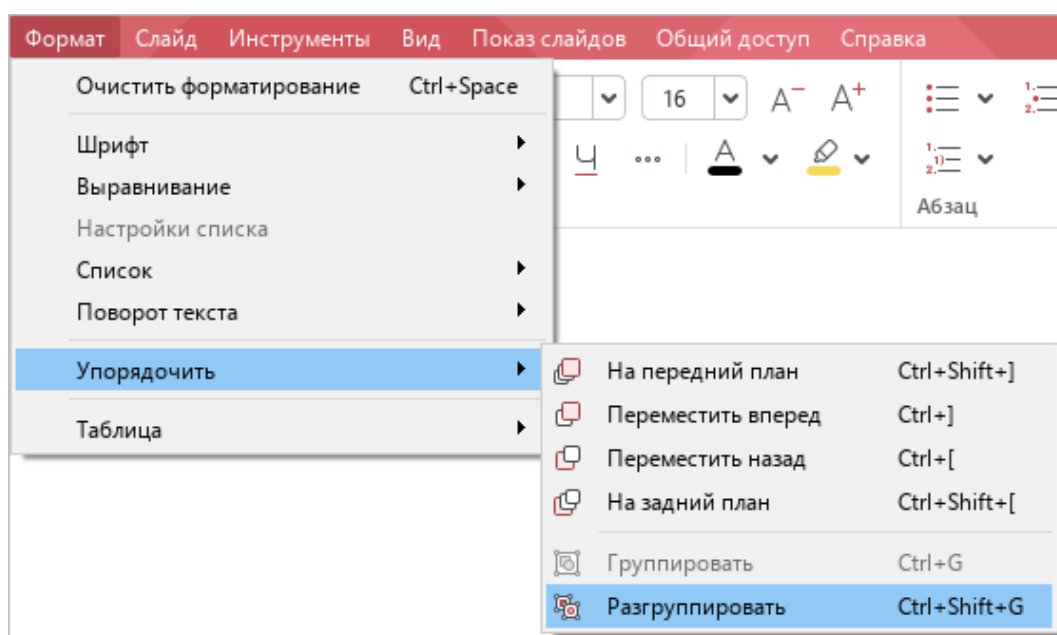 Формат Слайд Инструменты Вид Показ слайдов Общий доступ Справка
Очистить форматирование Ctrl+Space
16 A− A+
Шрифт
Ч ••• A
Выравнивание
Абзац
Настройки списка
Список
Поворот текста
Упорядочить
На передний план Ctrl+Shift+]
Переместить вперед Ctrl+]
Таблица
Переместить назад Ctrl+[
На задний план Ctrl+Shift+[
Группировать Ctrl+G
Разгруппировать Ctrl+Shift+G